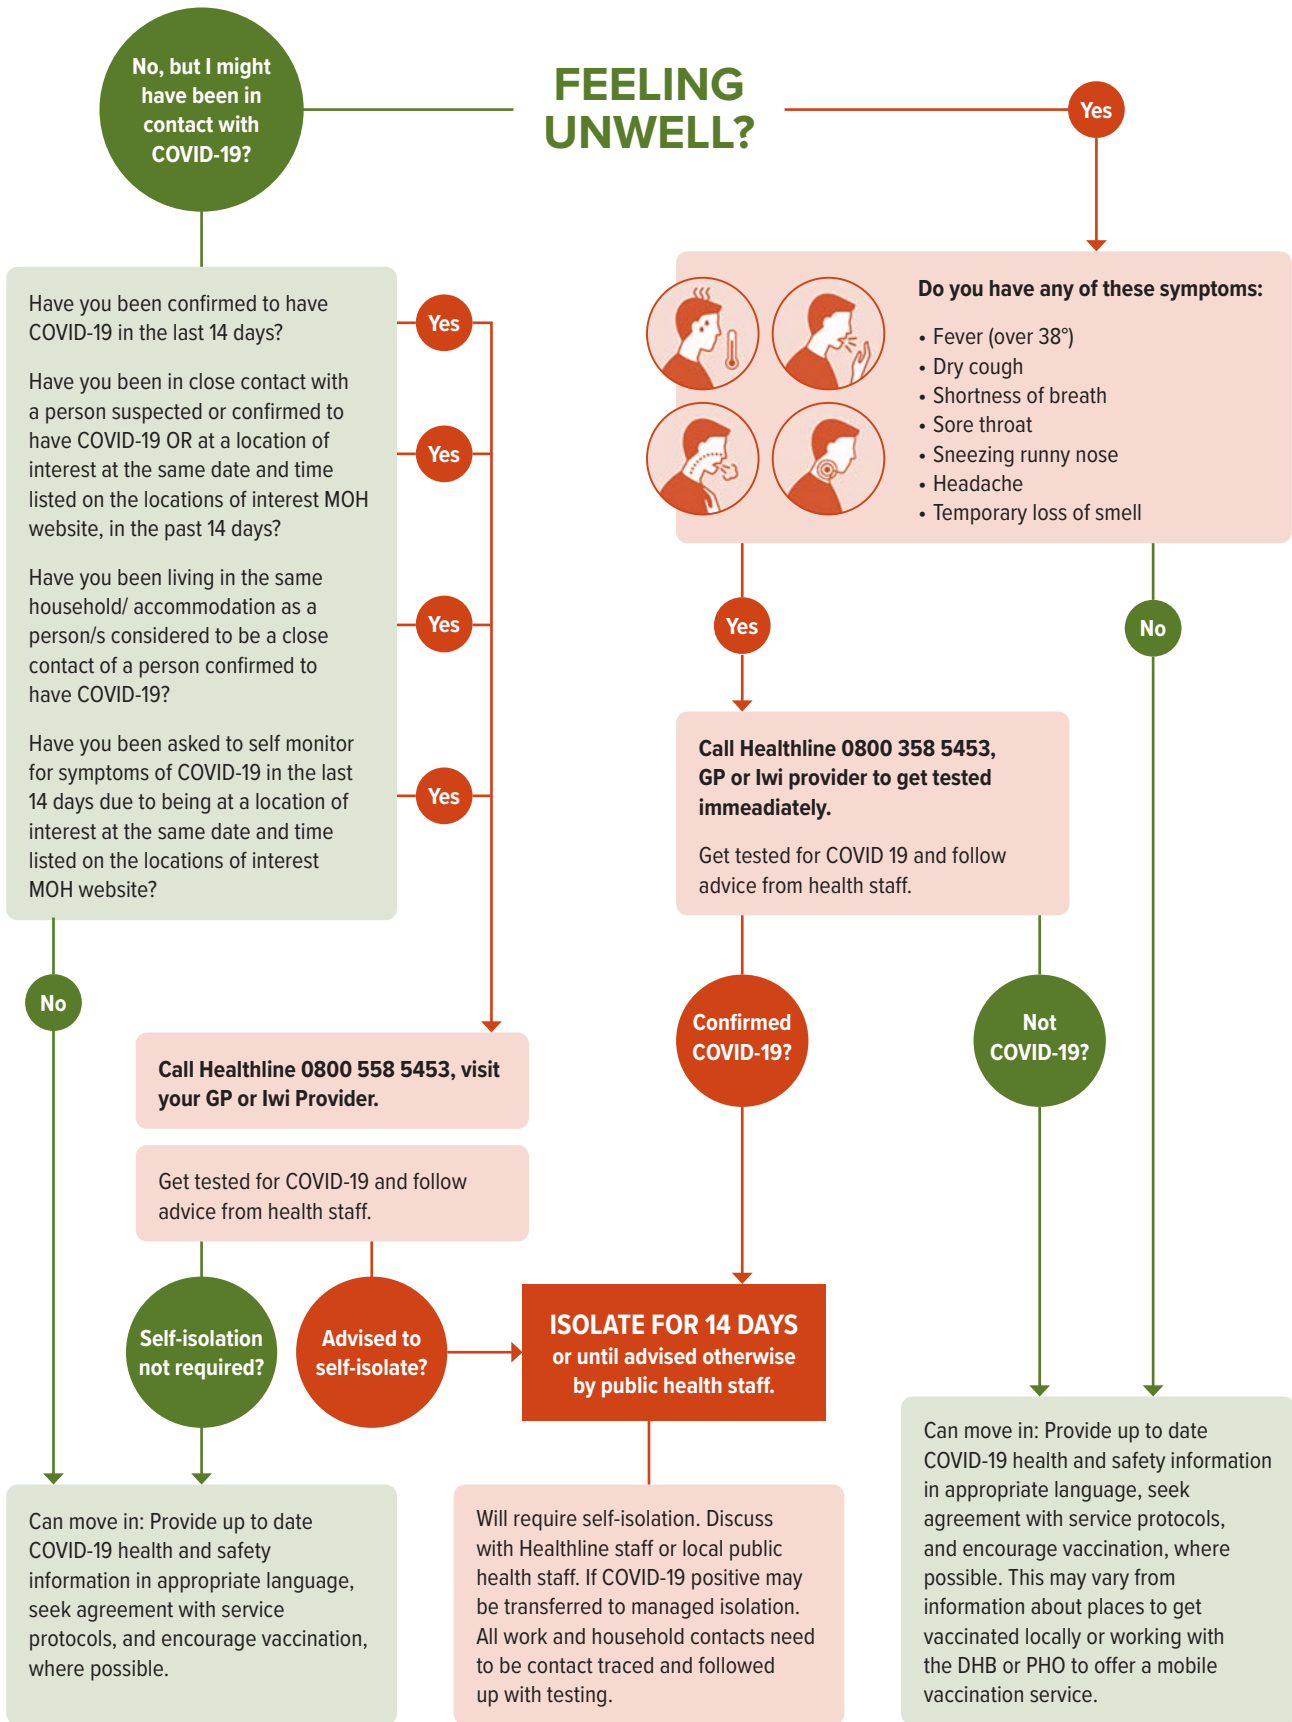 FEELING
UNWELL?
No, but I might
have been in
contact with
COVID-19?
Yes
Have you been confirmed to have
COVID-19 in the last 14 days?
Yes
Have you been in close contact with
a person suspected or confirmed to
have COVID-19 OR at a location of
interest at the same date and time
listed on the locations of interest MOH
website, in the past 14 days?
Yes
Have you been living in the same
household/ accommodation as a
person/s considered to be a close
contact of a person confirmed to
have COVID-19?
Yes
Have you been asked to self monitor
for symptoms of COVID-19 in the last
14 days due to being at a location of
interest at the same date and time
listed on the locations of interest
MOH website?
Yes
No
Call Healthline 0800 558 5453, visit
your GP or Iwi Provider.
Get tested for COVID-19 and follow
advice from health staff.
Self-isolation
not required?
Advised to
self-isolate?
Can move in: Provide up to date
COVID-19 health and safety
information in appropriate language,
seek agreement with service
protocols, and encourage vaccination,
where possible.
Do you have any of these symptoms:
• Fever (over 38°)
• Dry cough
• Shortness of breath
• Sore throat
• Sneezing runny nose
• Headache
• Temporary loss of smell
Yes
No
Call Healthline 0800 358 5453,
GP or Iwi provider to get tested
immeadiately.
Get tested for COVID 19 and follow
advice from health staff.
Confirmed
COVID-19?
Not
COVID-19?
ISOLATE FOR 14 DAYS
or until advised otherwise
by public health staff.
Will require self-isolation. Discuss
with Healthline staff or local public
health staff. If COVID-19 positive may
be transferred to managed isolation.
All work and household contacts need
to be contact traced and followed
up with testing.
Can move in: Provide up to date
COVID-19 health and safety information
in appropriate language, seek
agreement with service protocols,
and encourage vaccination, where
possible. This may vary from
information about places to get
vaccinated locally or working with
the DHB or PHO to offer a mobile
vaccination service.